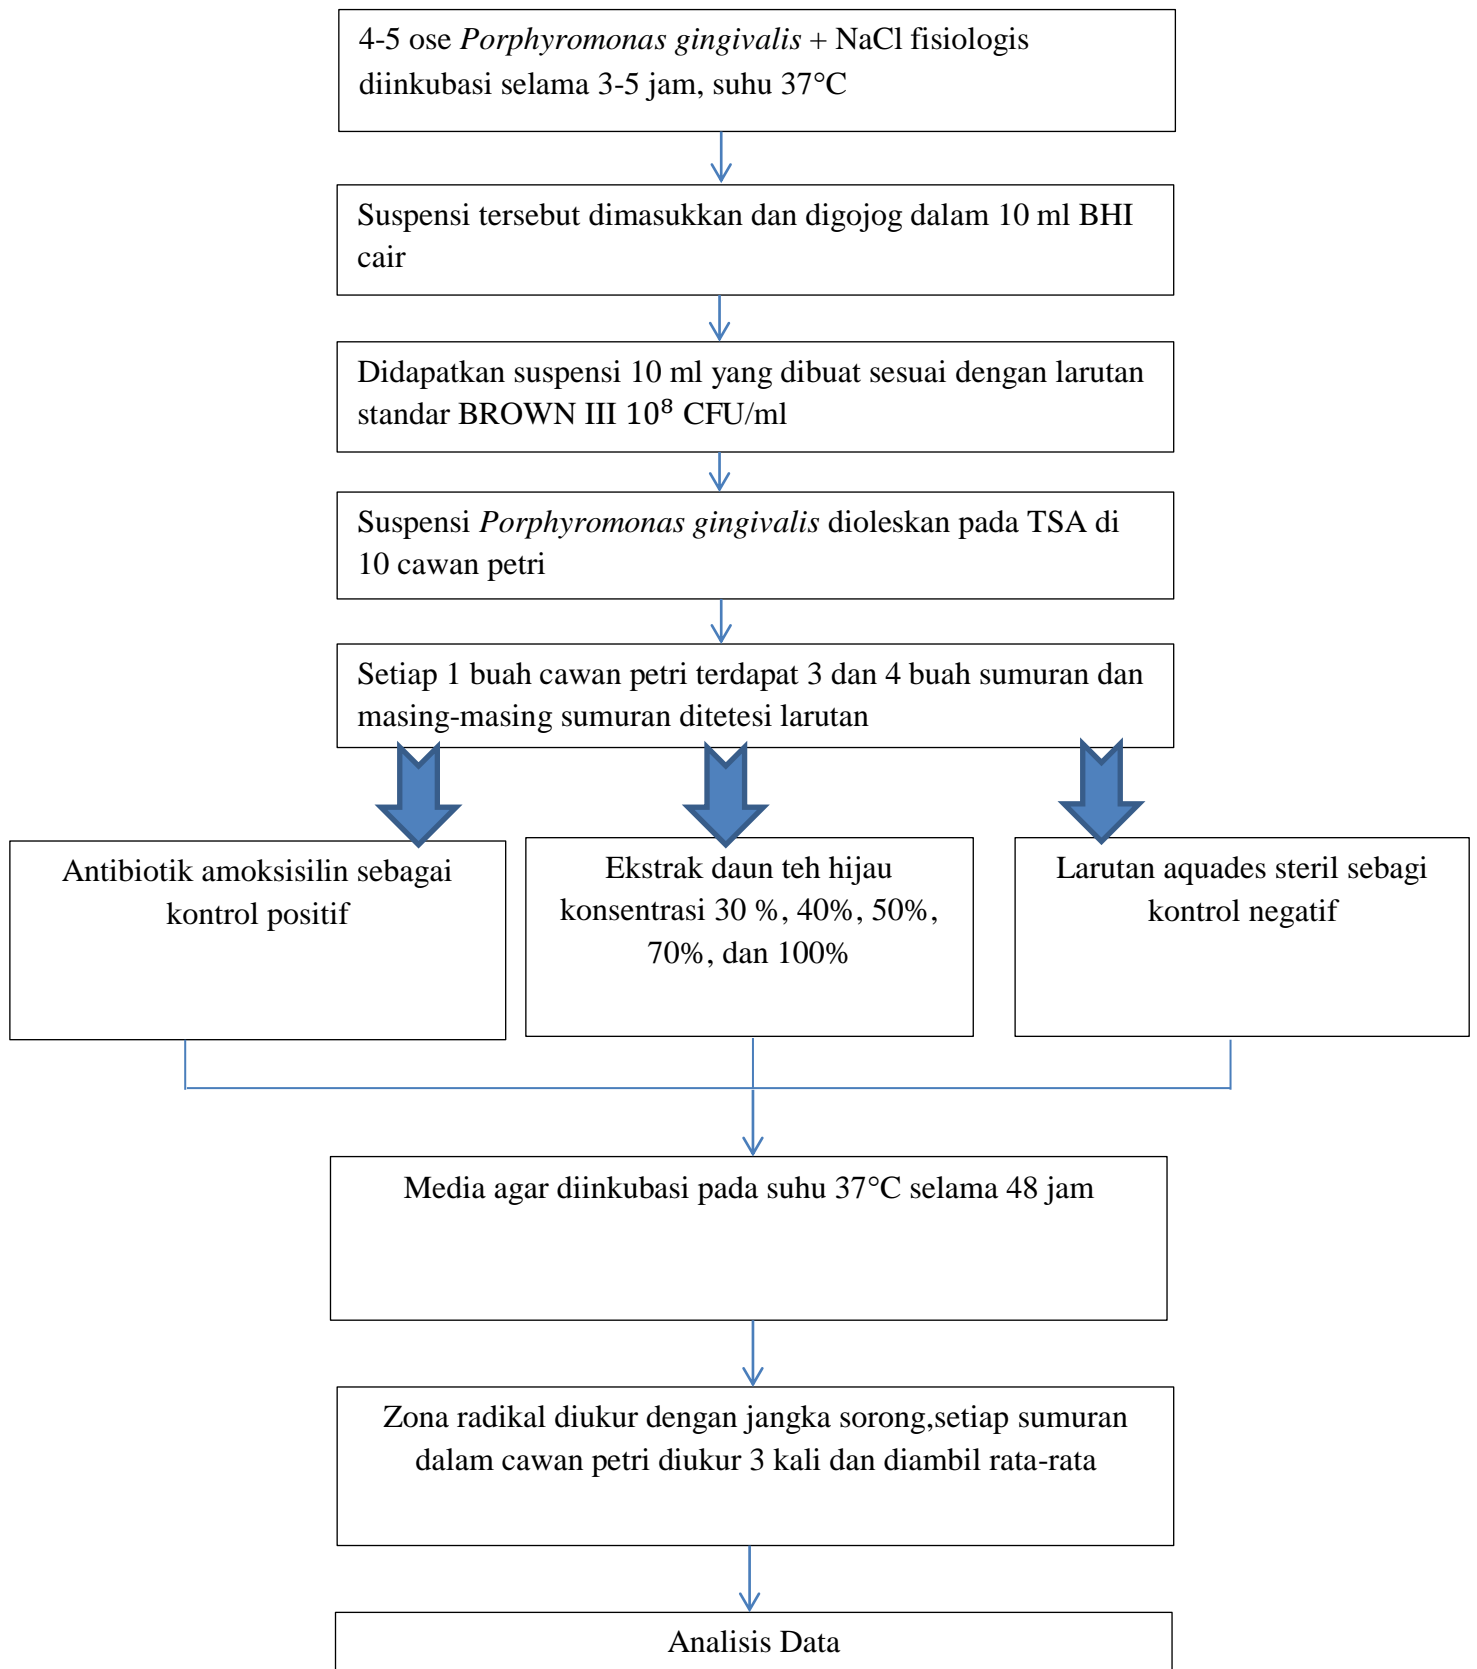 4-5 ose Porphyromonas gingivalis + NaCl fisiologis
diinkubasi selama 3-5 jam, suhu 37°C
Suspensi tersebut dimasukkan dan digojog dalam 10 ml BHI
cair
Didapatkan suspensi 10 ml yang dibuat sesuai dengan larutan
standar BROWN III 10⁸ CFU/ml
Suspensi Porphyromonas gingivalis dioleskan pada TSA di
10 cawan petri
Setiap 1 buah cawan petri terdapat 3 dan 4 buah sumuran dan
masing-masing sumuran ditetesi larutan
Antibiotik amoksisilin sebagai
kontrol positif
Ekstrak daun teh hijau
konsentrasi 30 %, 40%, 50%,
70%, dan 100%
Larutan aquades steril sebagi
kontrol negatif
Media agar diinkubasi pada suhu 37°C selama 48 jam
Zona radikal diukur dengan jangka sorong,setiap sumuran
dalam cawan petri diukur 3 kali dan diambil rata-rata
Analisis Data